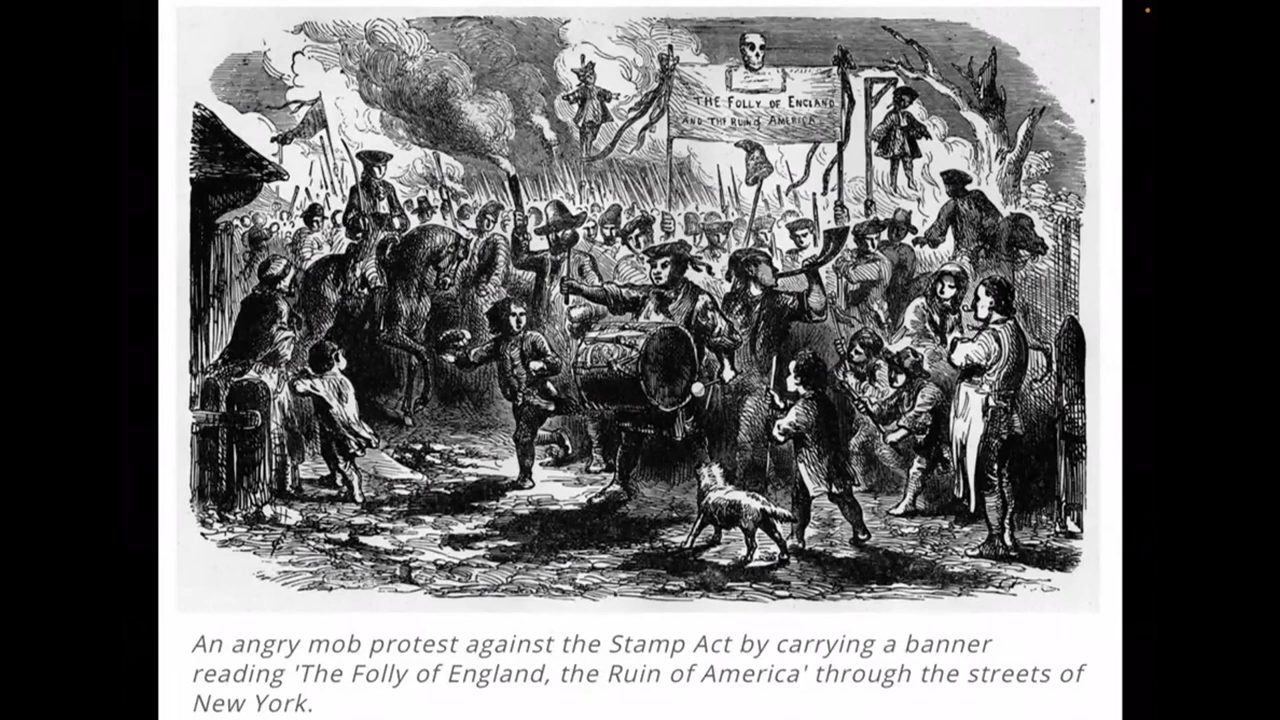 THE FOLLY OF ENGLAND
AND THE RUIN of AMERICA
An angry mob protest against the Stamp Act by carrying a banner
reading 'The Folly of England, the Ruin of America' through the streets of
New York.